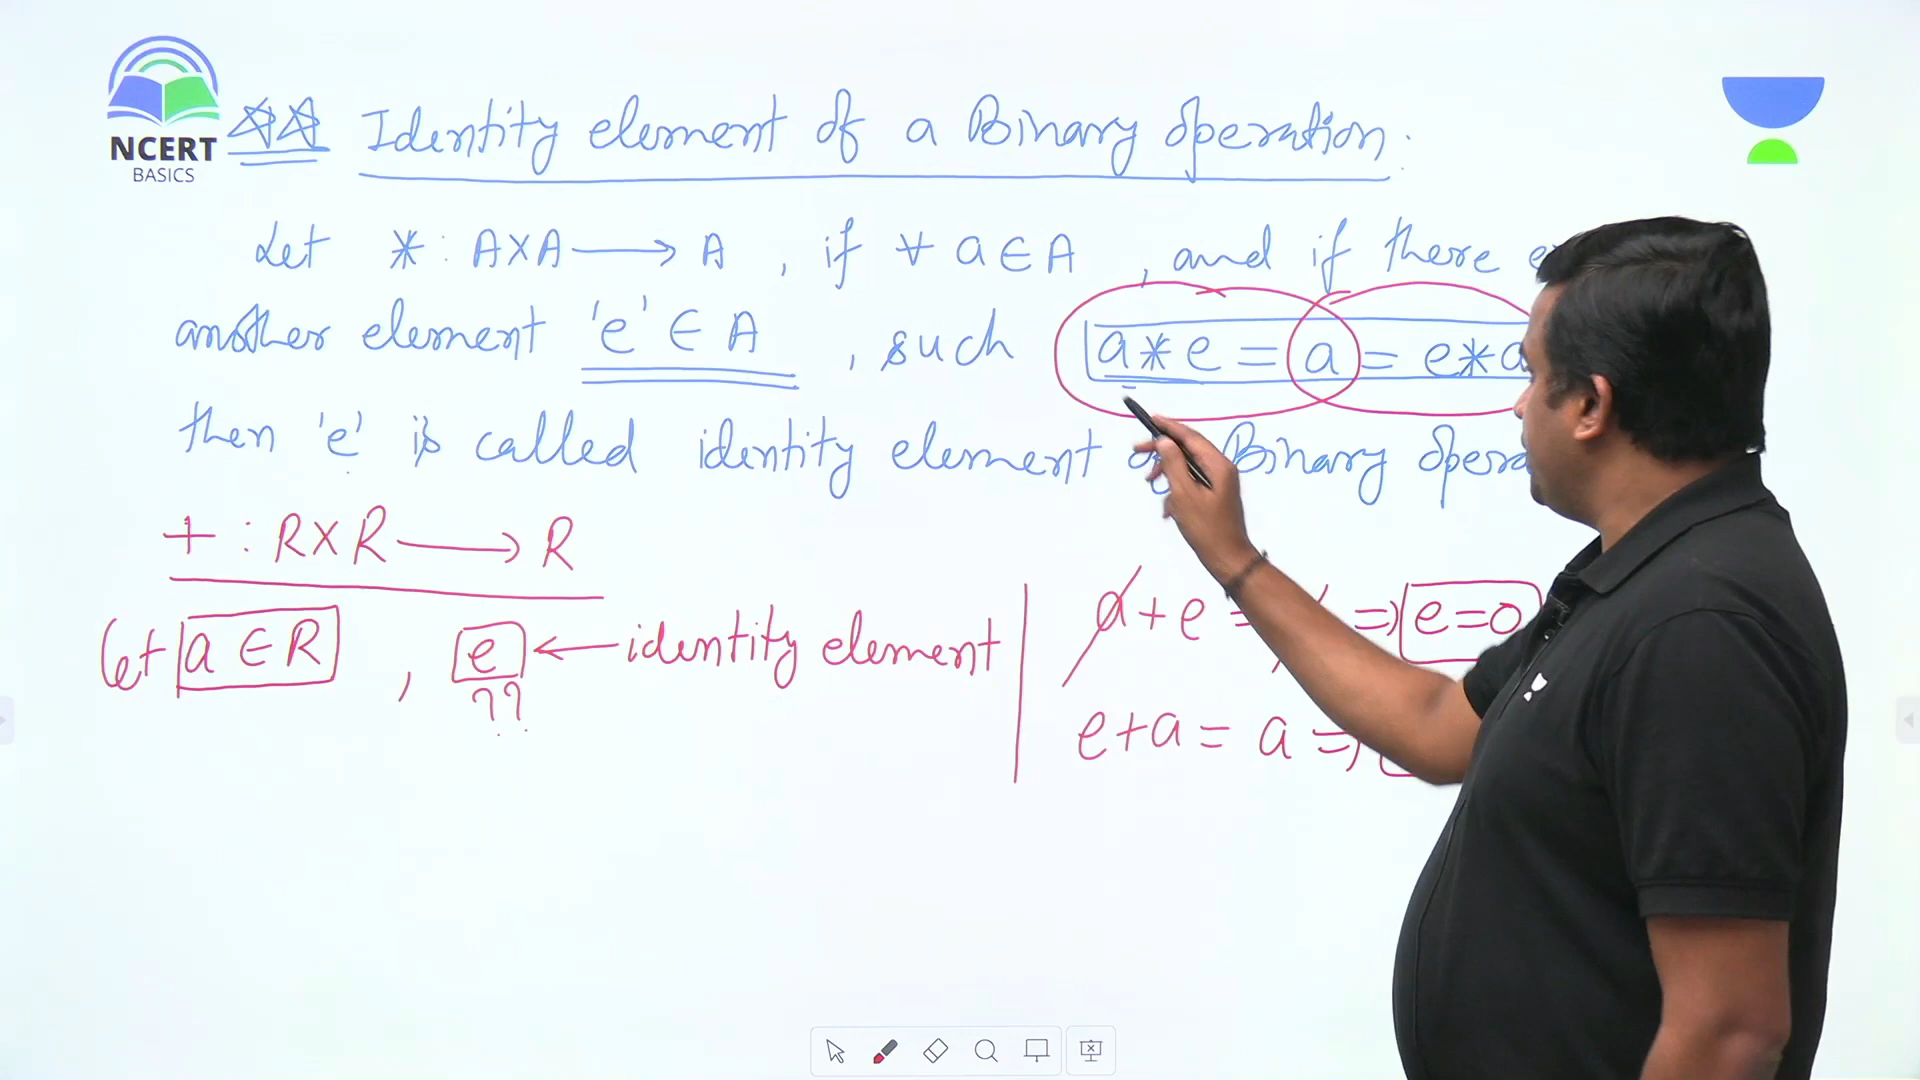 NCERT
BASICS
Identity element of a Binary operation.
Let * : A×A ⟶ A , if ∀ a ∈ A , and if there
another element 'e' ∈ A , such a * e = a = e * a
then 'e' is called identity element of Binary
+ : R×R ⟶ R
Let a ∈ R , e ← identity element
??
a + e = ⇒ e = 0
e + a = a ⇒